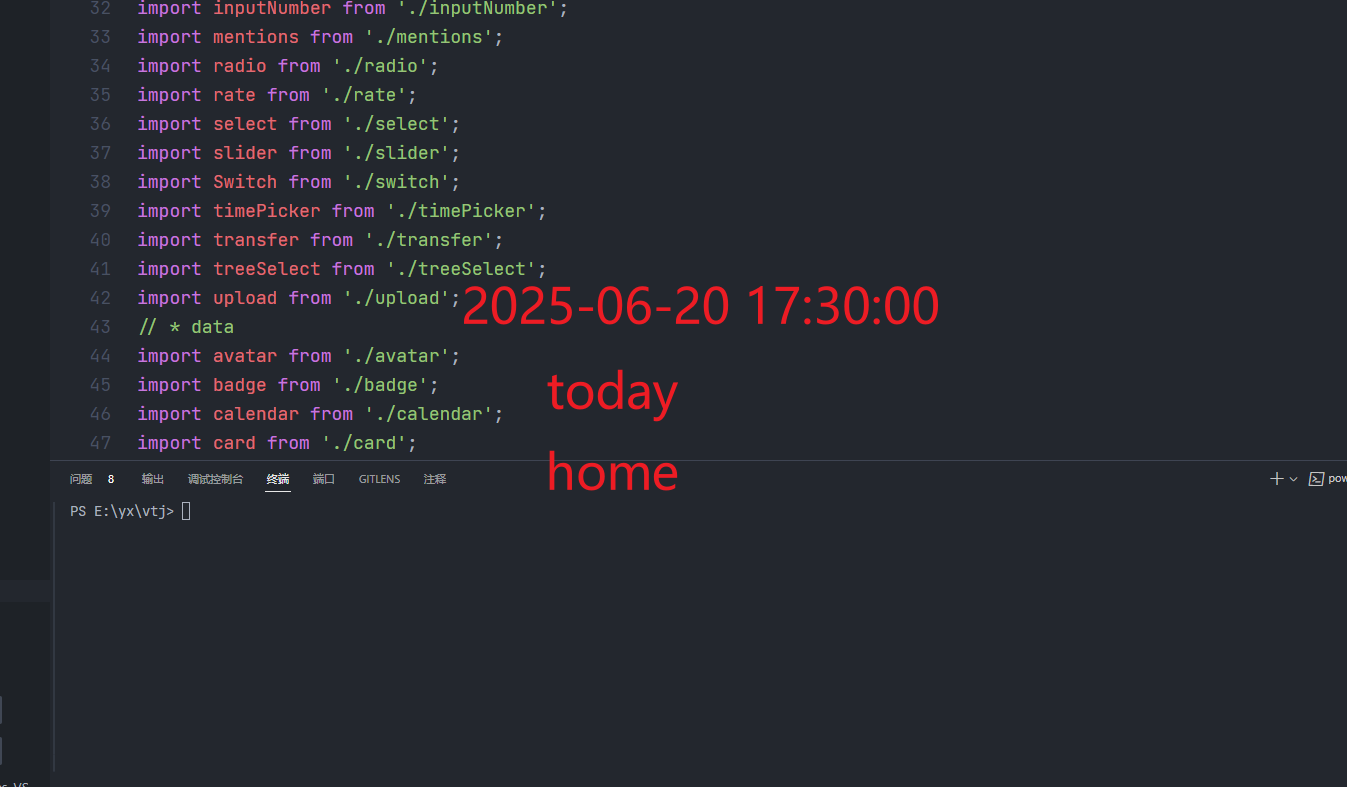 32 import inputNumber from './inputNumber';
33 import mentions from './mentions';
34 import radio from './radio';
35 import rate from './rate';
36 import select from './select';
37 import slider from './slider';
38 import Switch from './switch';
39 import timePicker from './timePicker';
40 import transfer from './transfer';
41 import treeSelect from './treeSelect';
42 import upload from './upload';
2025-06-20 17:30:00
43 // * data
44 import avatar from './avatar';
45 import badge from './badge';
today
46 import calendar from './calendar';
47 import card from './card';
home
问题 8 输出 调试控制台 终端 端口 GITLENS 注释
PS E:\yx\vtj>
VS